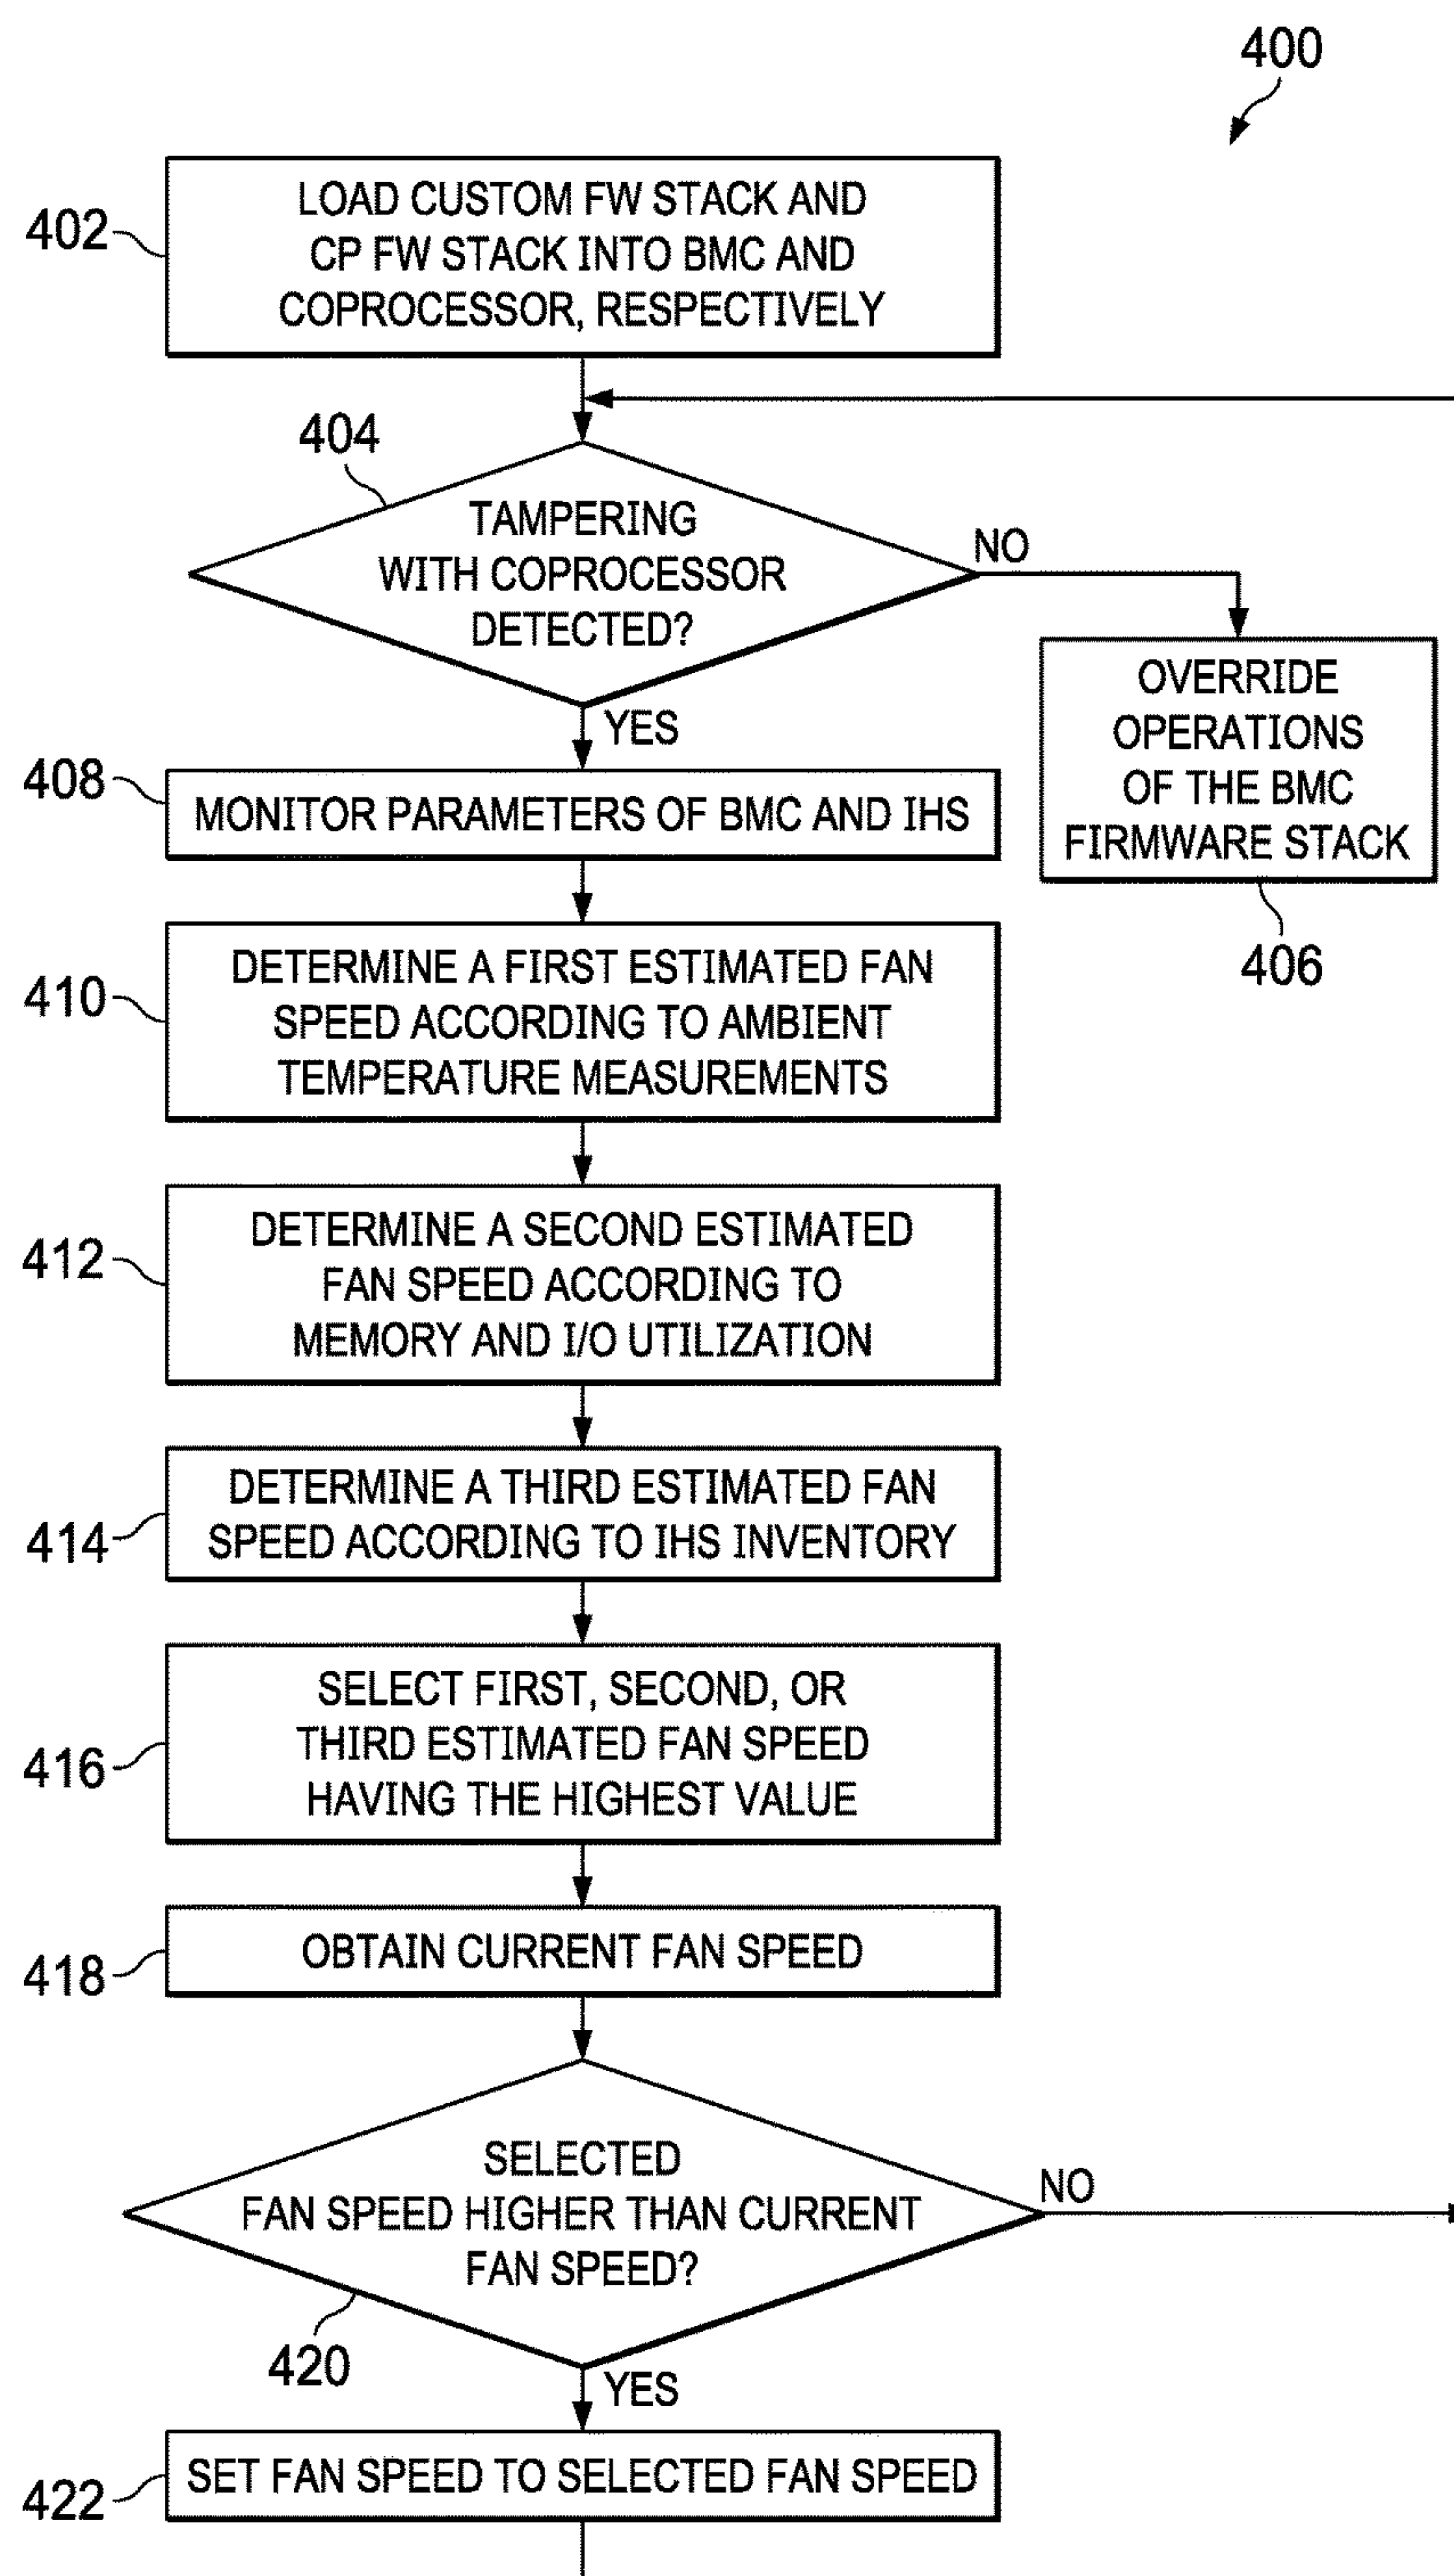 400
402
LOAD CUSTOM FW STACK AND
CP FW STACK INTO BMC AND
COPROCESSOR, RESPECTIVELY
404
TAMPERING
WITH COPROCESSOR
DETECTED?
NO
YES
OVERRIDE
OPERATIONS
OF THE BMC
FIRMWARE STACK
406
408
MONITOR PARAMETERS OF BMC AND IHS
410
DETERMINE A FIRST ESTIMATED FAN
SPEED ACCORDING TO AMBIENT
TEMPERATURE MEASUREMENTS
412
DETERMINE A SECOND ESTIMATED
FAN SPEED ACCORDING TO
MEMORY AND I/O UTILIZATION
414
DETERMINE A THIRD ESTIMATED FAN
SPEED ACCORDING TO IHS INVENTORY
416
SELECT FIRST, SECOND, OR
THIRD ESTIMATED FAN SPEED
HAVING THE HIGHEST VALUE
418
OBTAIN CURRENT FAN SPEED
SELECTED
FAN SPEED HIGHER THAN CURRENT
FAN SPEED?
NO
420
YES
422
SET FAN SPEED TO SELECTED FAN SPEED